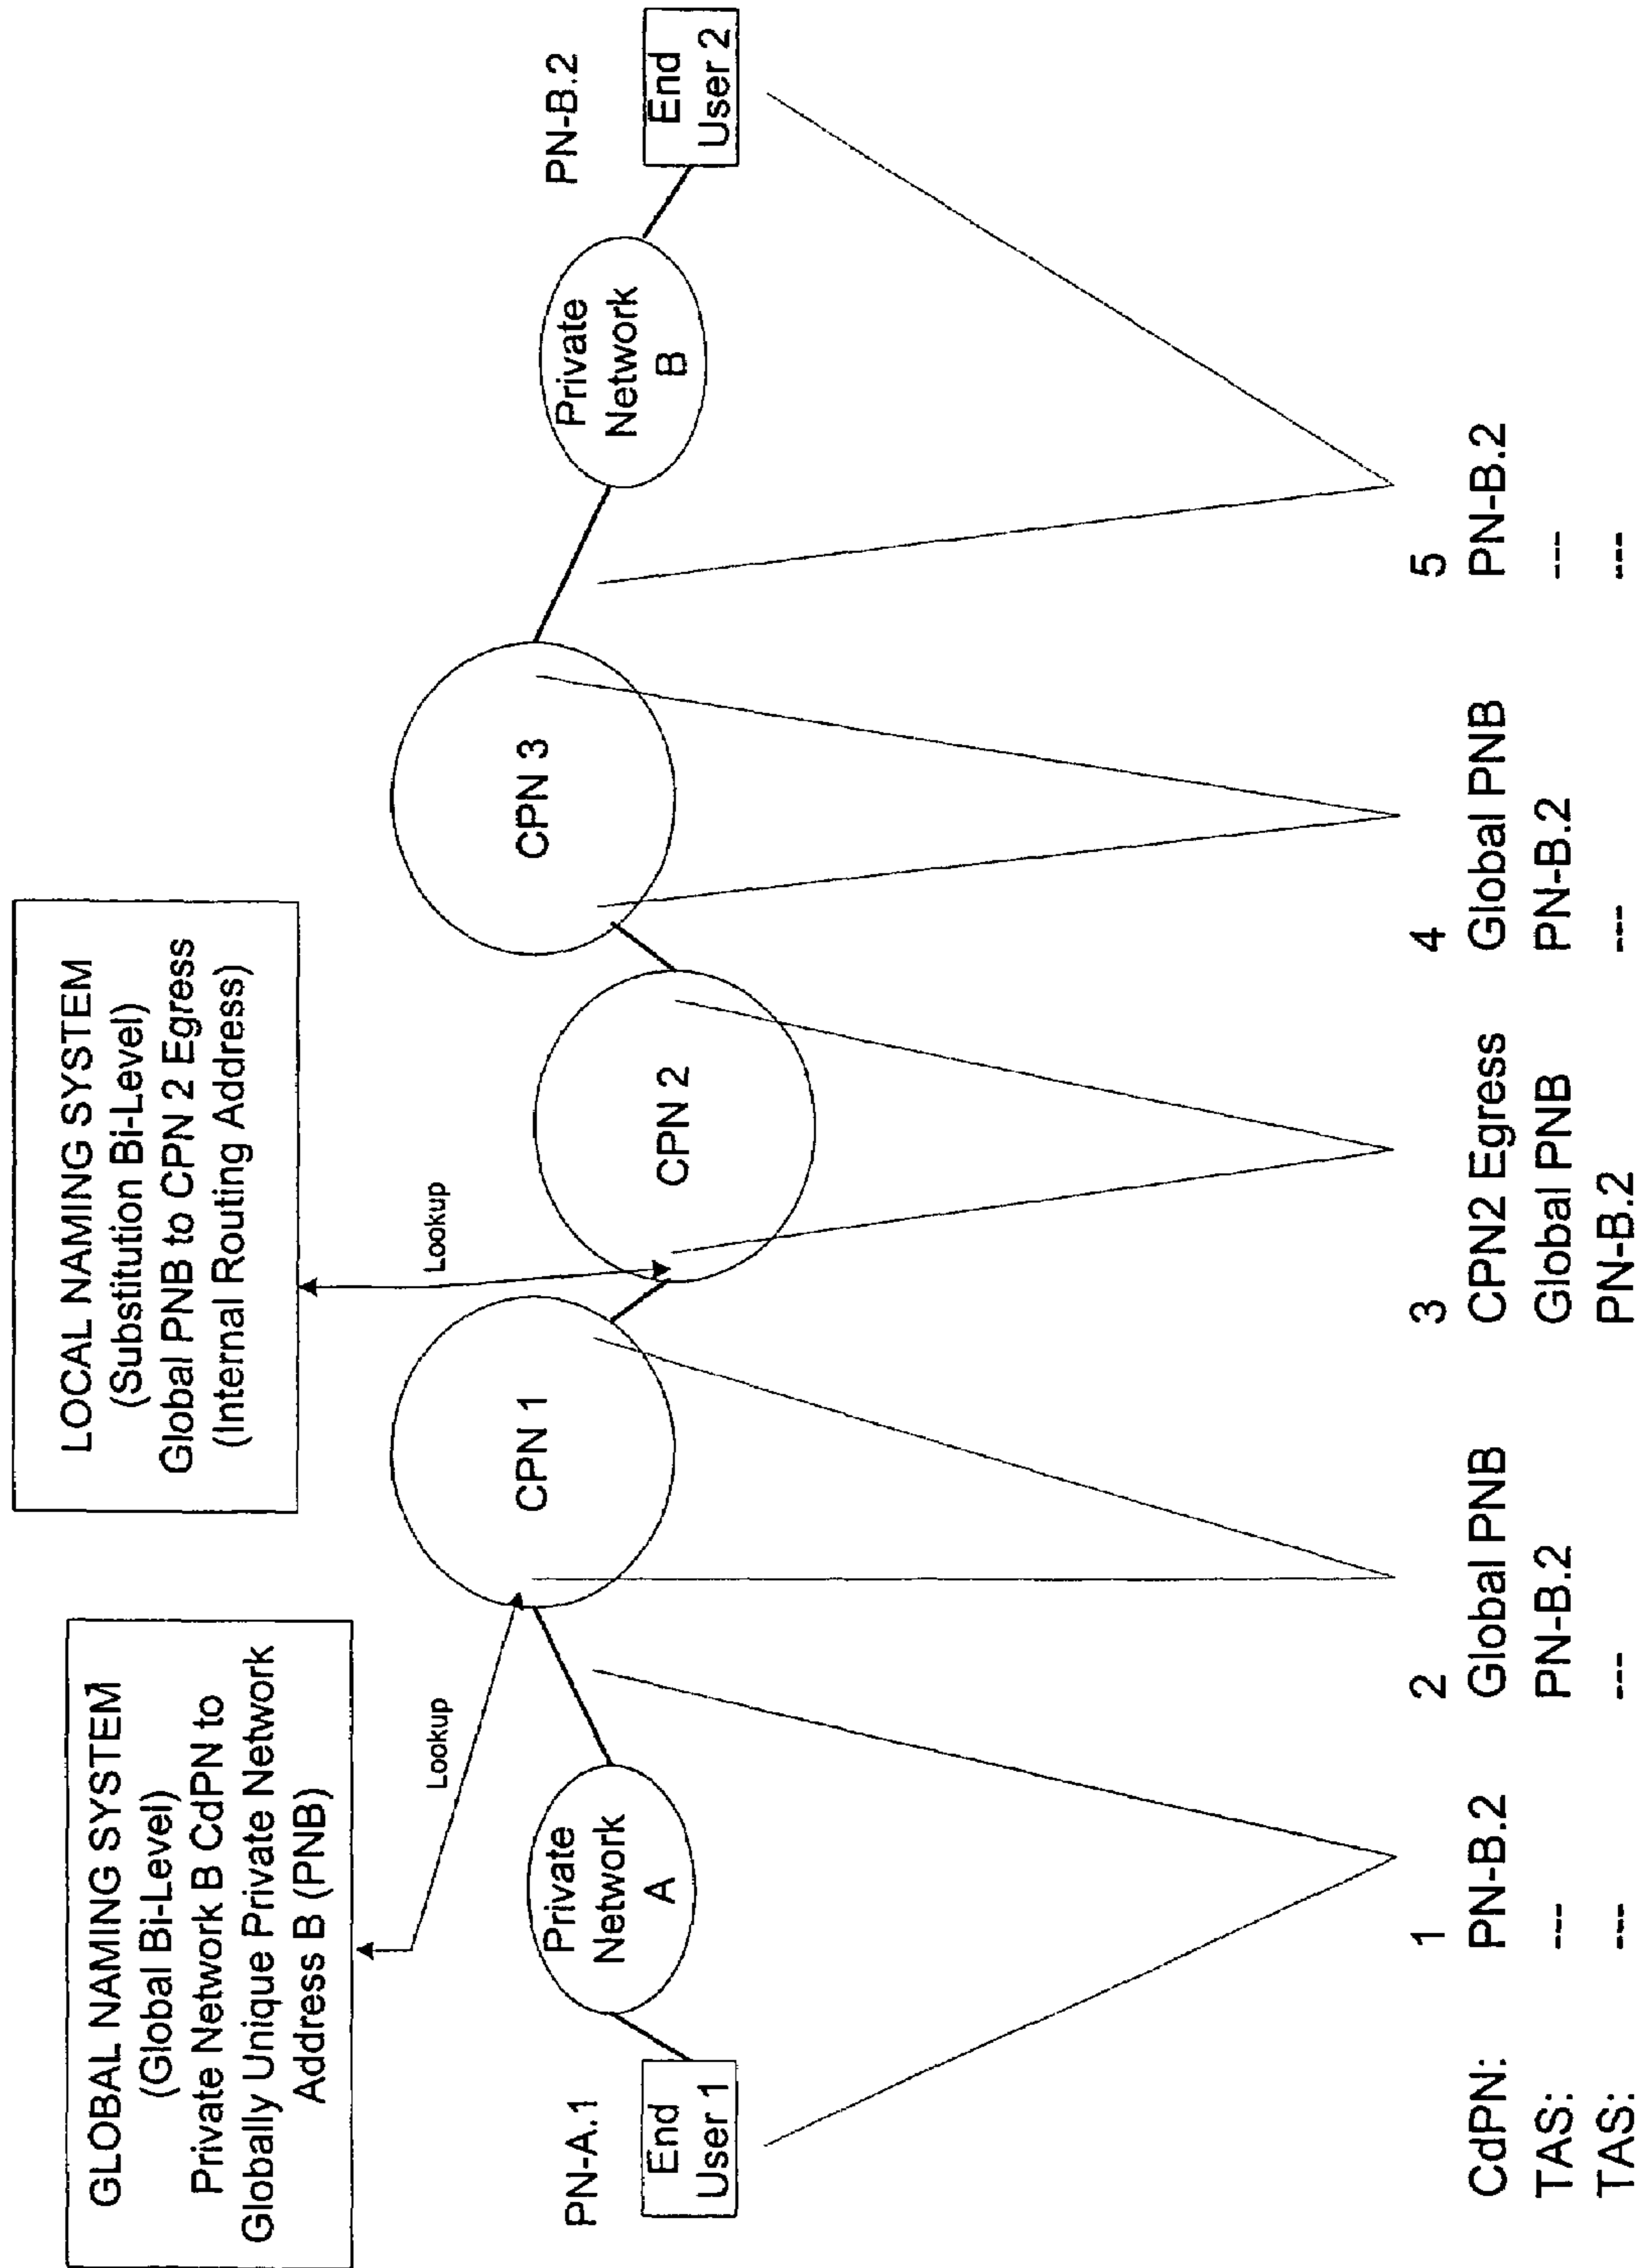 GLOBAL NAMING SYSTEM
(Global Bi-Level)
Private Network B CdPN to
Globally Unique Private Network
Address B (PNB)
LOCAL NAMING SYSTEM
(Substitution Bi-Level)
Global PNB to CPN 2 Egress
(Internal Routing Address)
Lookup
Lookup
PN-A.1
End
User 1
Private
Network
A
CPN 1
CPN 2
CPN 3
Private
Network
B
PN-B.2
End
User 2
1 2 3 4 5
CdPN: PN-B.2 Global PNB CPN2 Egress Global PNB PN-B.2
TAS: --- PN-B.2 Global PNB PN-B.2 ---
TAS: --- --- PN-B.2 --- ---